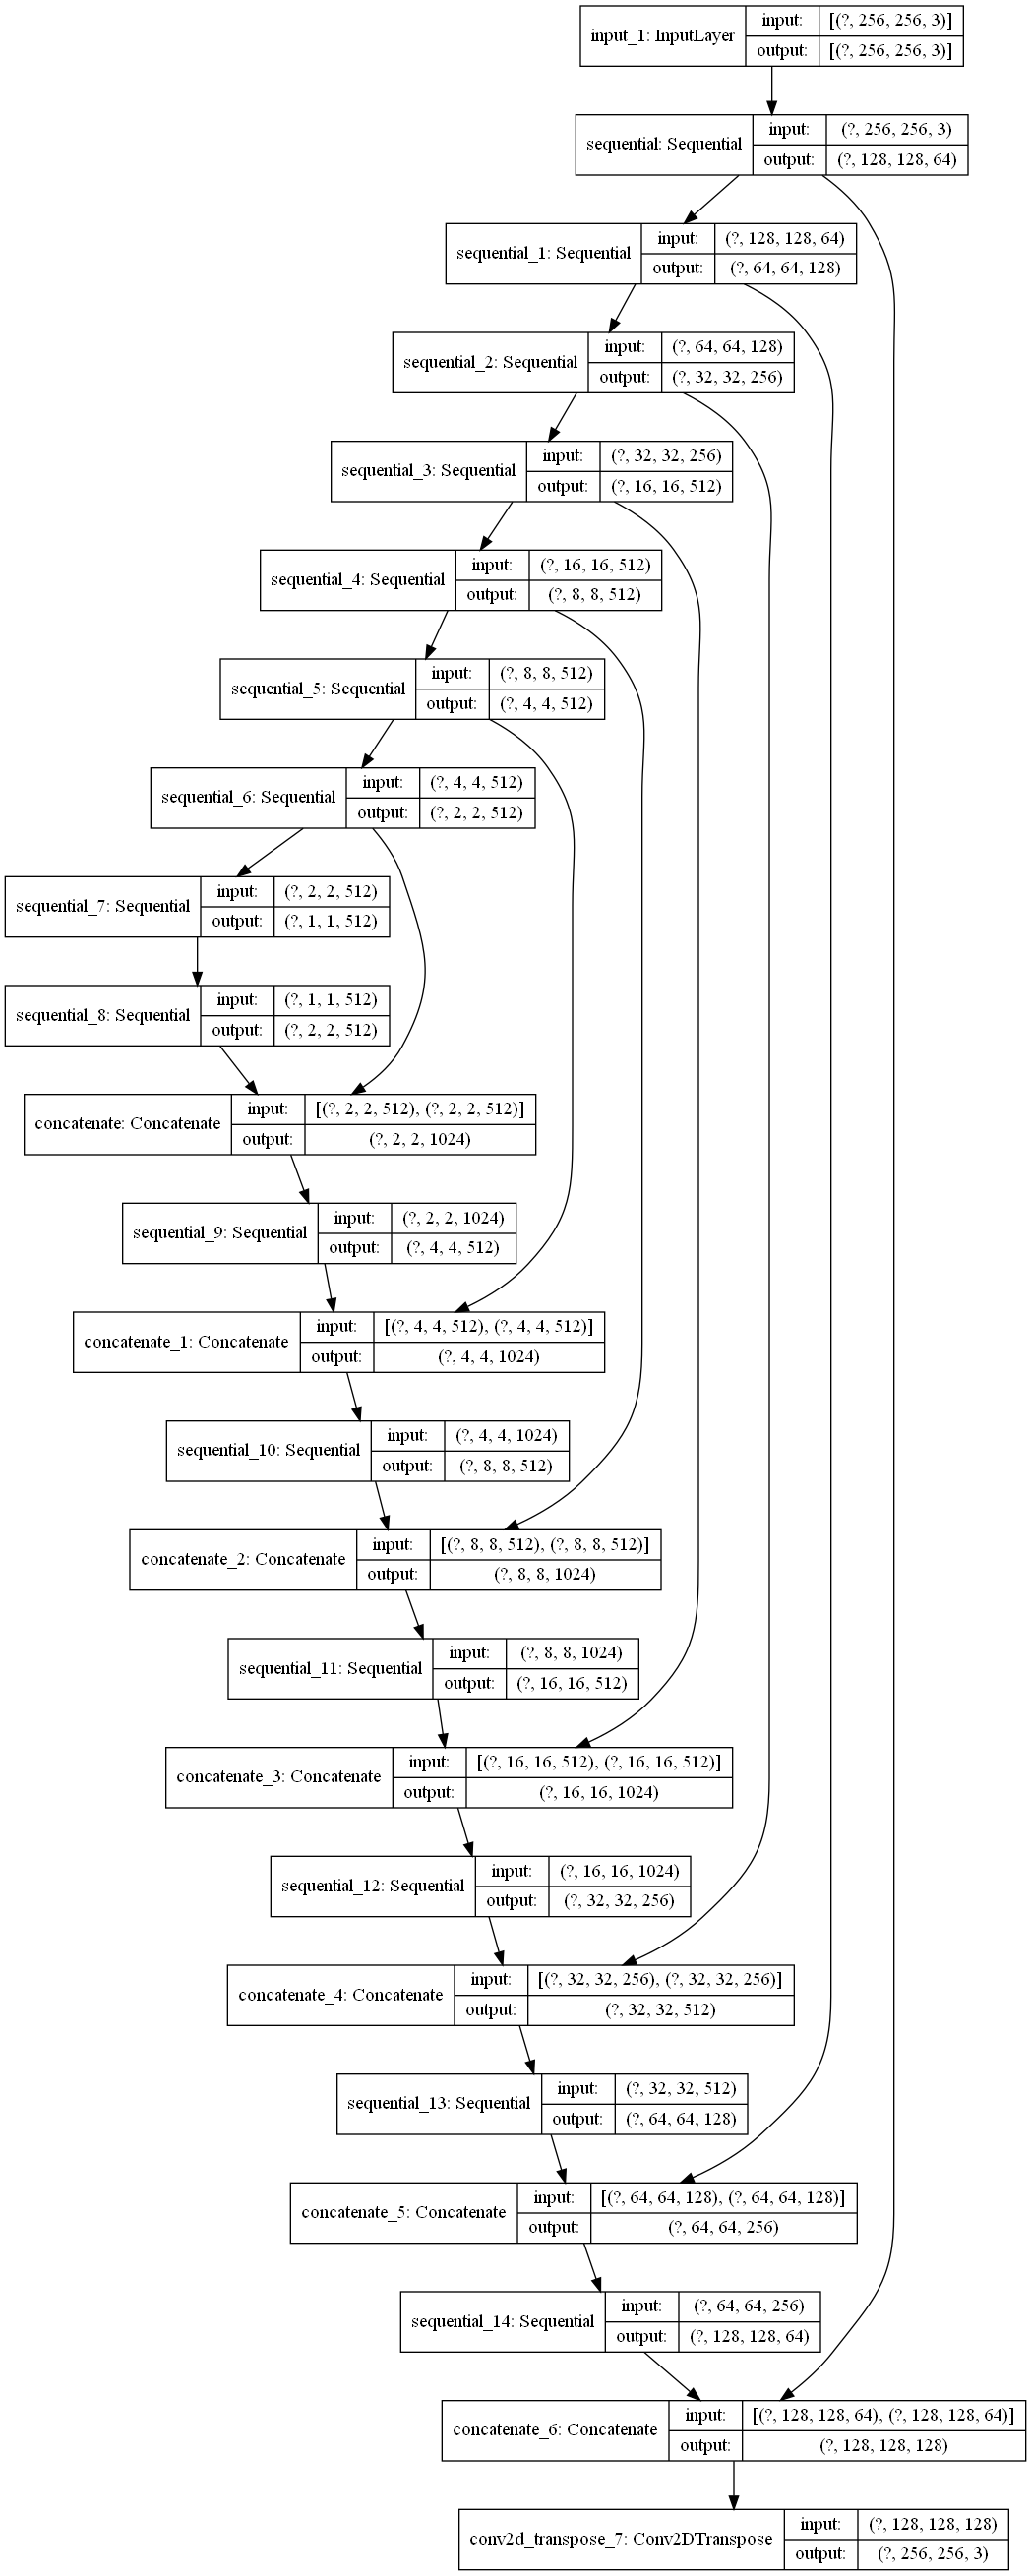 input_1: InputLayer
input: [(?, 256, 256, 3)]
output: [(?, 256, 256, 3)]
sequential: Sequential
input: (?, 256, 256, 3)
output: (?, 128, 128, 64)
sequential_1: Sequential
input: (?, 128, 128, 64)
output: (?, 64, 64, 128)
sequential_2: Sequential
input: (?, 64, 64, 128)
output: (?, 32, 32, 256)
sequential_3: Sequential
input: (?, 32, 32, 256)
output: (?, 16, 16, 512)
sequential_4: Sequential
input: (?, 16, 16, 512)
output: (?, 8, 8, 512)
sequential_5: Sequential
input: (?, 8, 8, 512)
output: (?, 4, 4, 512)
sequential_6: Sequential
input: (?, 4, 4, 512)
output: (?, 2, 2, 512)
sequential_7: Sequential
input: (?, 2, 2, 512)
output: (?, 1, 1, 512)
sequential_8: Sequential
input: (?, 1, 1, 512)
output: (?, 2, 2, 512)
concatenate: Concatenate
input: [(?, 2, 2, 512), (?, 2, 2, 512)]
output: (?, 2, 2, 1024)
sequential_9: Sequential
input: (?, 2, 2, 1024)
output: (?, 4, 4, 512)
concatenate_1: Concatenate
input: [(?, 4, 4, 512), (?, 4, 4, 512)]
output: (?, 4, 4, 1024)
sequential_10: Sequential
input: (?, 4, 4, 1024)
output: (?, 8, 8, 512)
concatenate_2: Concatenate
input: [(?, 8, 8, 512), (?, 8, 8, 512)]
output: (?, 8, 8, 1024)
sequential_11: Sequential
input: (?, 8, 8, 1024)
output: (?, 16, 16, 512)
concatenate_3: Concatenate
input: [(?, 16, 16, 512), (?, 16, 16, 512)]
output: (?, 16, 16, 1024)
sequential_12: Sequential
input: (?, 16, 16, 1024)
output: (?, 32, 32, 256)
concatenate_4: Concatenate
input: [(?, 32, 32, 256), (?, 32, 32, 256)]
output: (?, 32, 32, 512)
sequential_13: Sequential
input: (?, 32, 32, 512)
output: (?, 64, 64, 128)
concatenate_5: Concatenate
input: [(?, 64, 64, 128), (?, 64, 64, 128)]
output: (?, 64, 64, 256)
sequential_14: Sequential
input: (?, 64, 64, 256)
output: (?, 128, 128, 64)
concatenate_6: Concatenate
input: [(?, 128, 128, 64), (?, 128, 128, 64)]
output: (?, 128, 128, 128)
conv2d_transpose_7: Conv2DTranspose
input: (?, 128, 128, 128)
output: (?, 256, 256, 3)